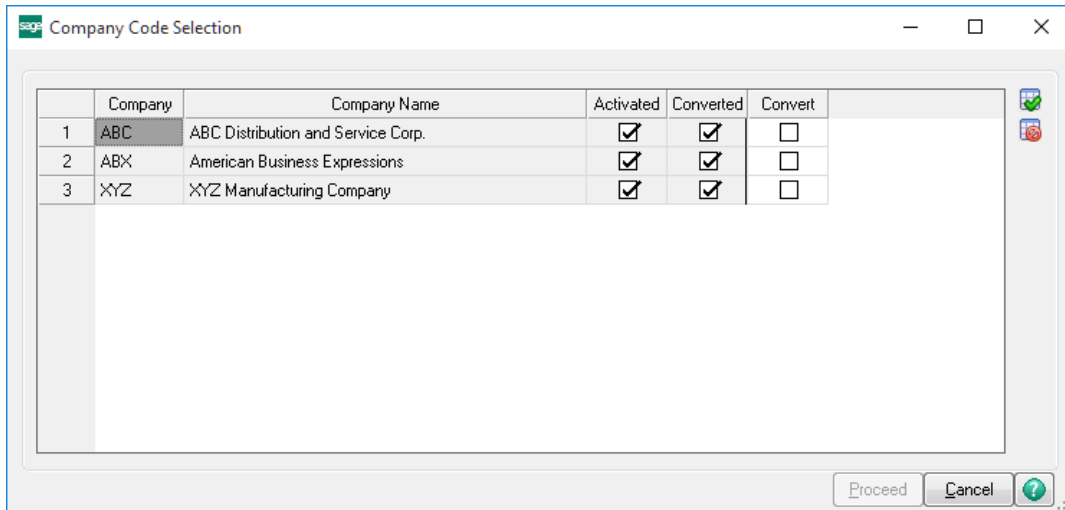 sage Company Code Selection
Company Company Name Activated Converted Convert
1 ABC ABC Distribution and Service Corp.
2 ABX American Business Expressions
3 XYZ XYZ Manufacturing Company
Proceed Cancel ?